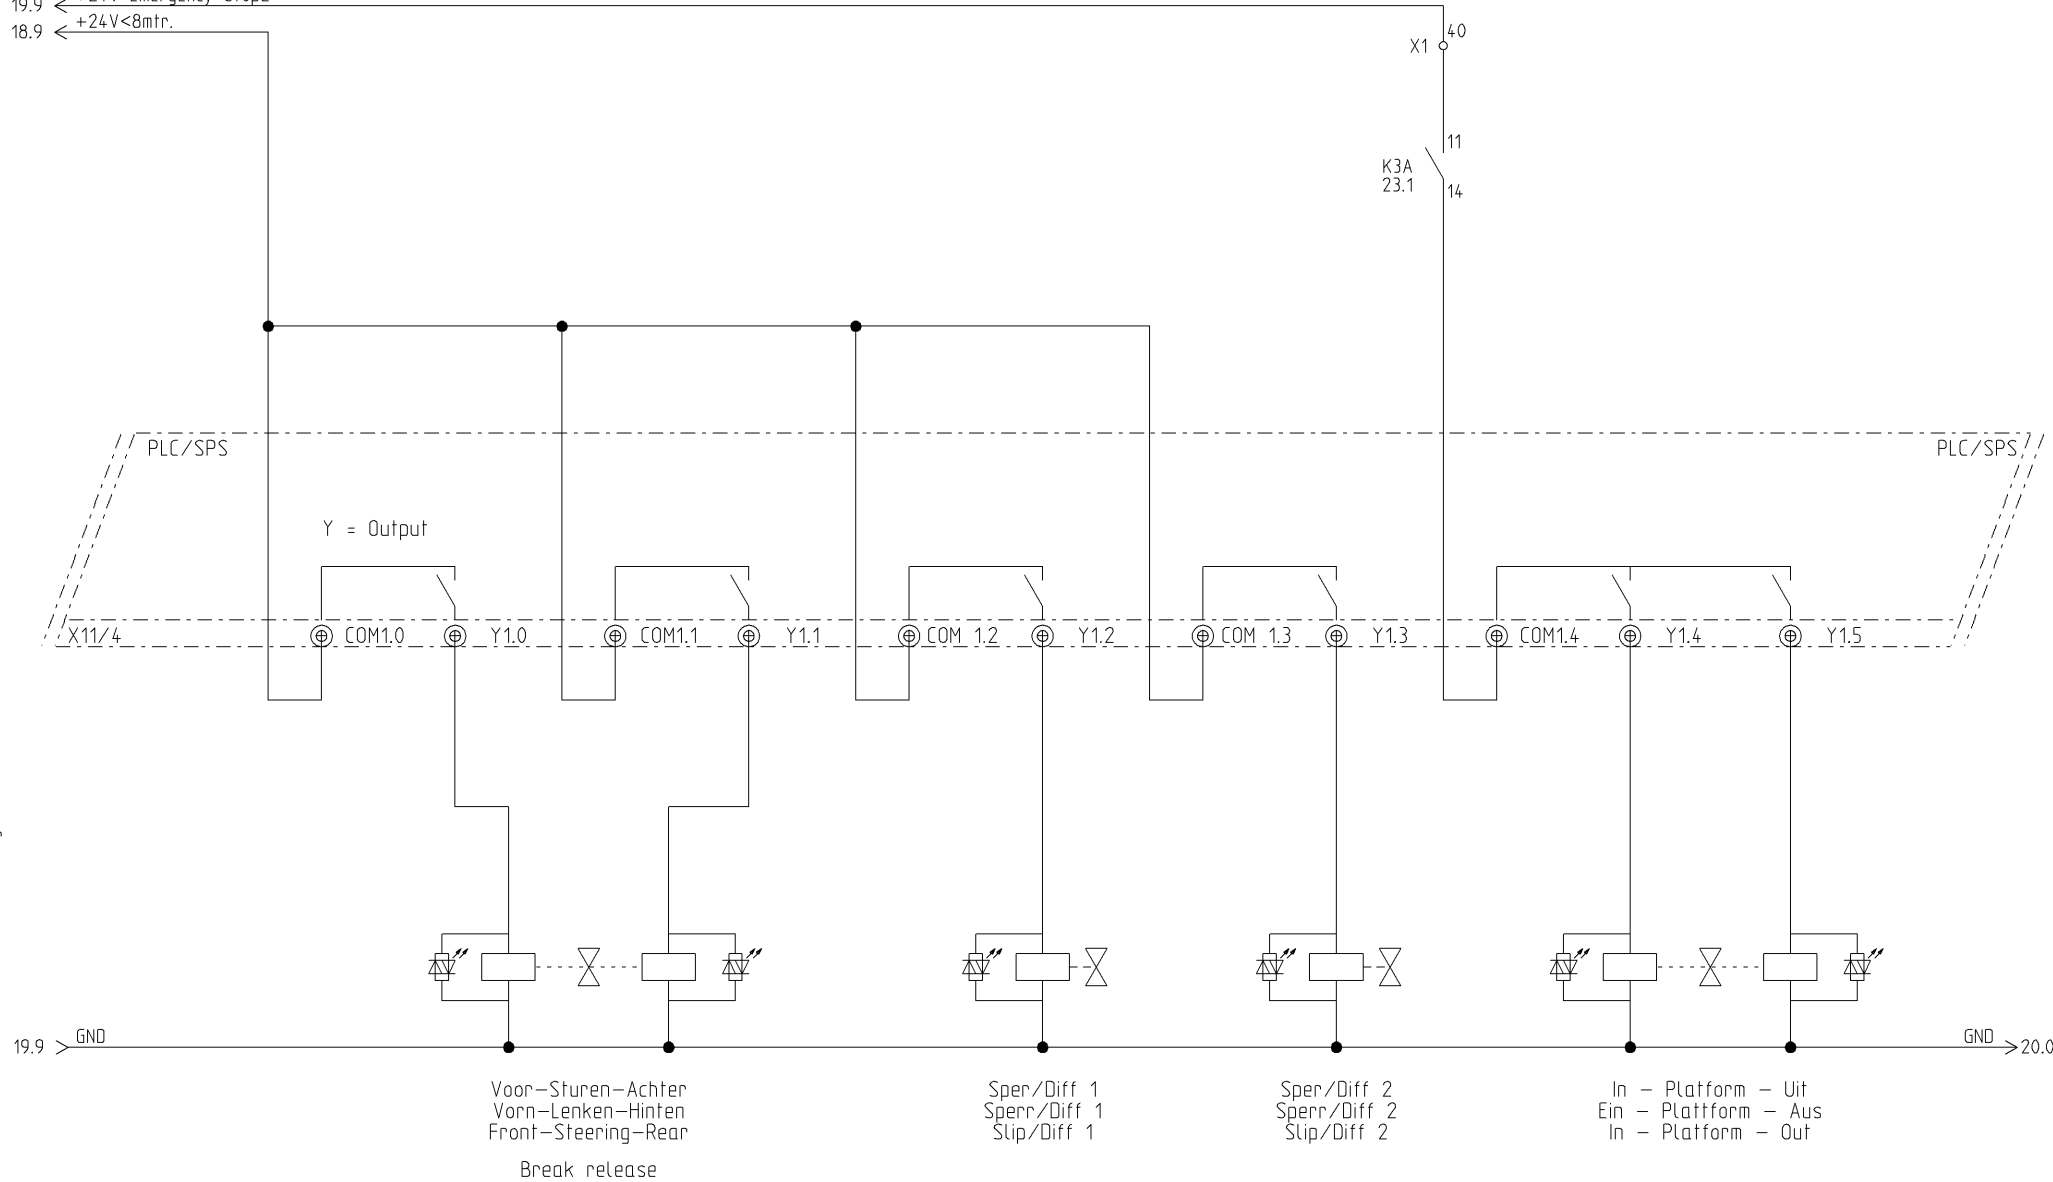 19.9
18.9
+24V<8mtr.
40
X1
11
K3A
23.1
14
PLC/SPS
PLC/SPS
Y = Output
X11/4
COM1.0
Y1.0
COM1.1
Y1.1
COM 1.2
Y1.2
COM 1.3
Y1.3
COM1.4
Y1.4
Y1.5
19.9
GND
GND
20.0
Voor-Sturen-Achter
Vorn-Lenken-Hinten
Front-Steering-Rear
Break release
Sper/Diff 1
Sperr/Diff 1
Slip/Diff 1
Sper/Diff 2
Sperr/Diff 2
Slip/Diff 2
In - Platform - Uit
Ein - Plattform - Aus
In - Platform - Out